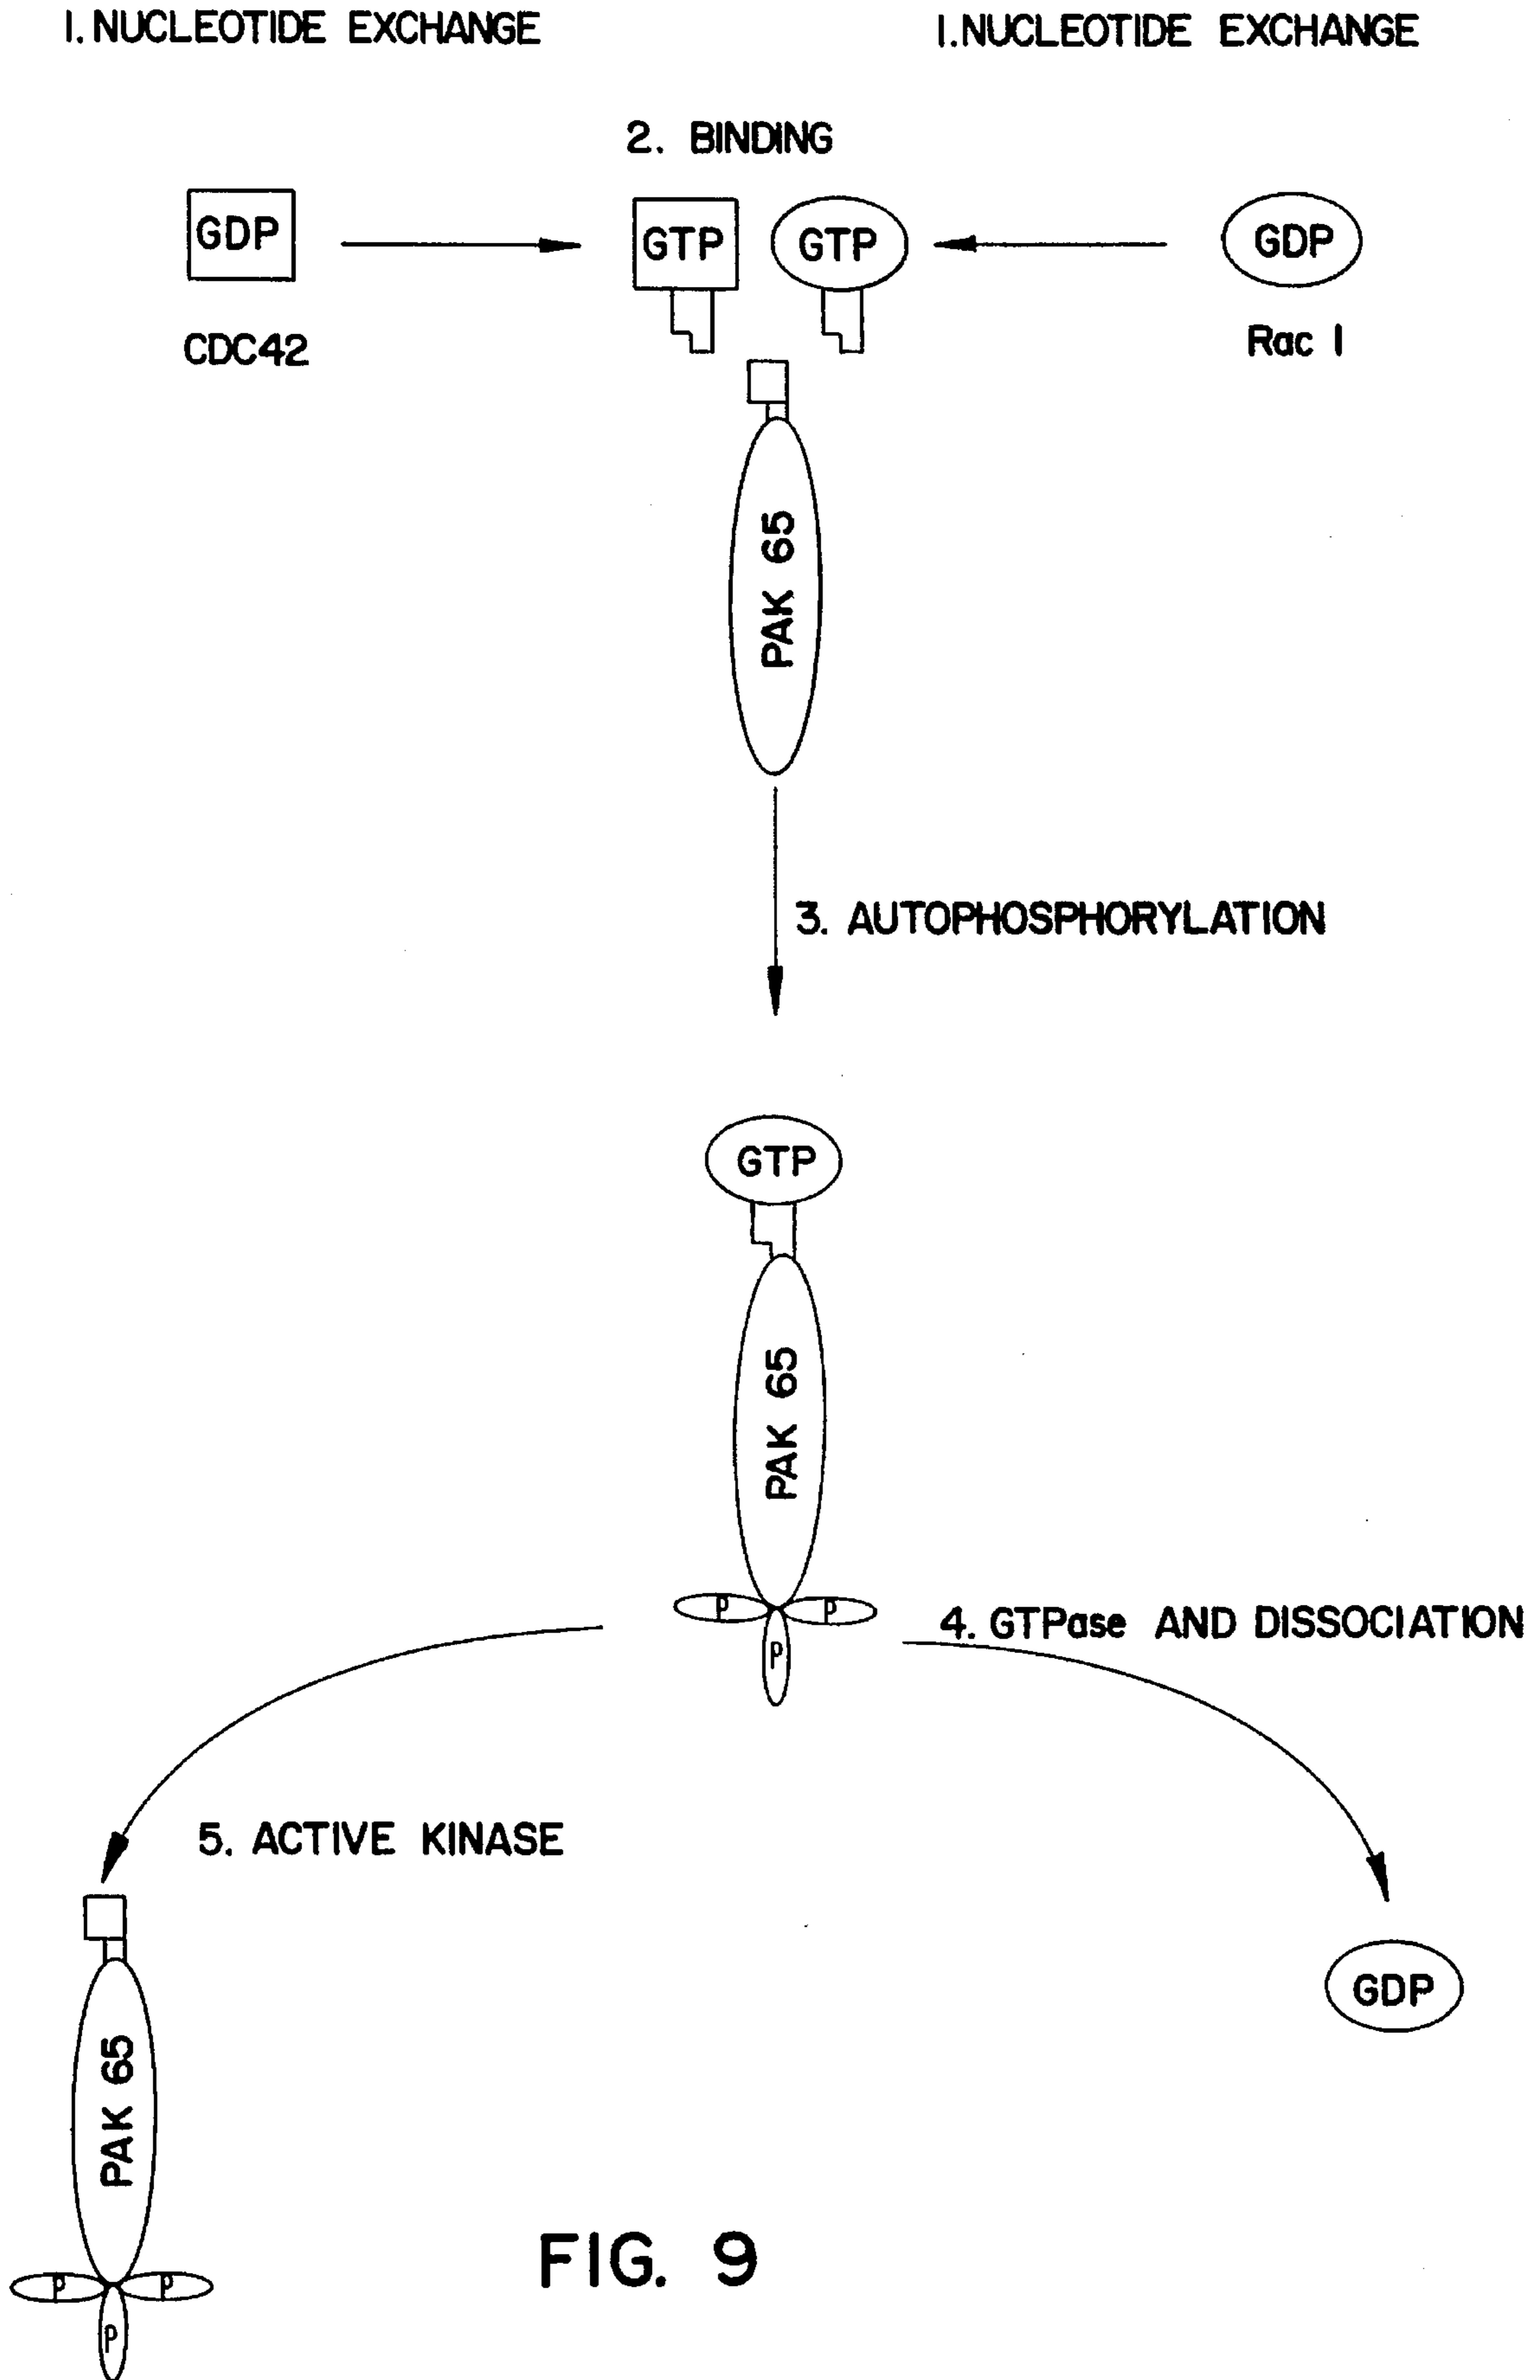 I. NUCLEOTIDE EXCHANGE
I. NUCLEOTIDE EXCHANGE
2. BINDING
GDP
GTP
GTP
GDP
CDC42
Rac I
PAK 65
3. AUTOPHOSPHORYLATION
GTP
PAK 65
P
P
P
4. GTPase AND DISSOCIATION
5. ACTIVE KINASE
GDP
PAK 65
P
P
P
FIG. 9